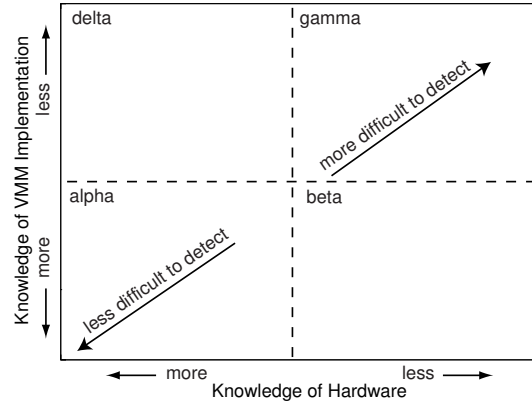 delta
gamma
Knowledge of VMM Implementation
less
more difficult to detect
alpha
beta
more
less difficult to detect
more
less
Knowledge of Hardware